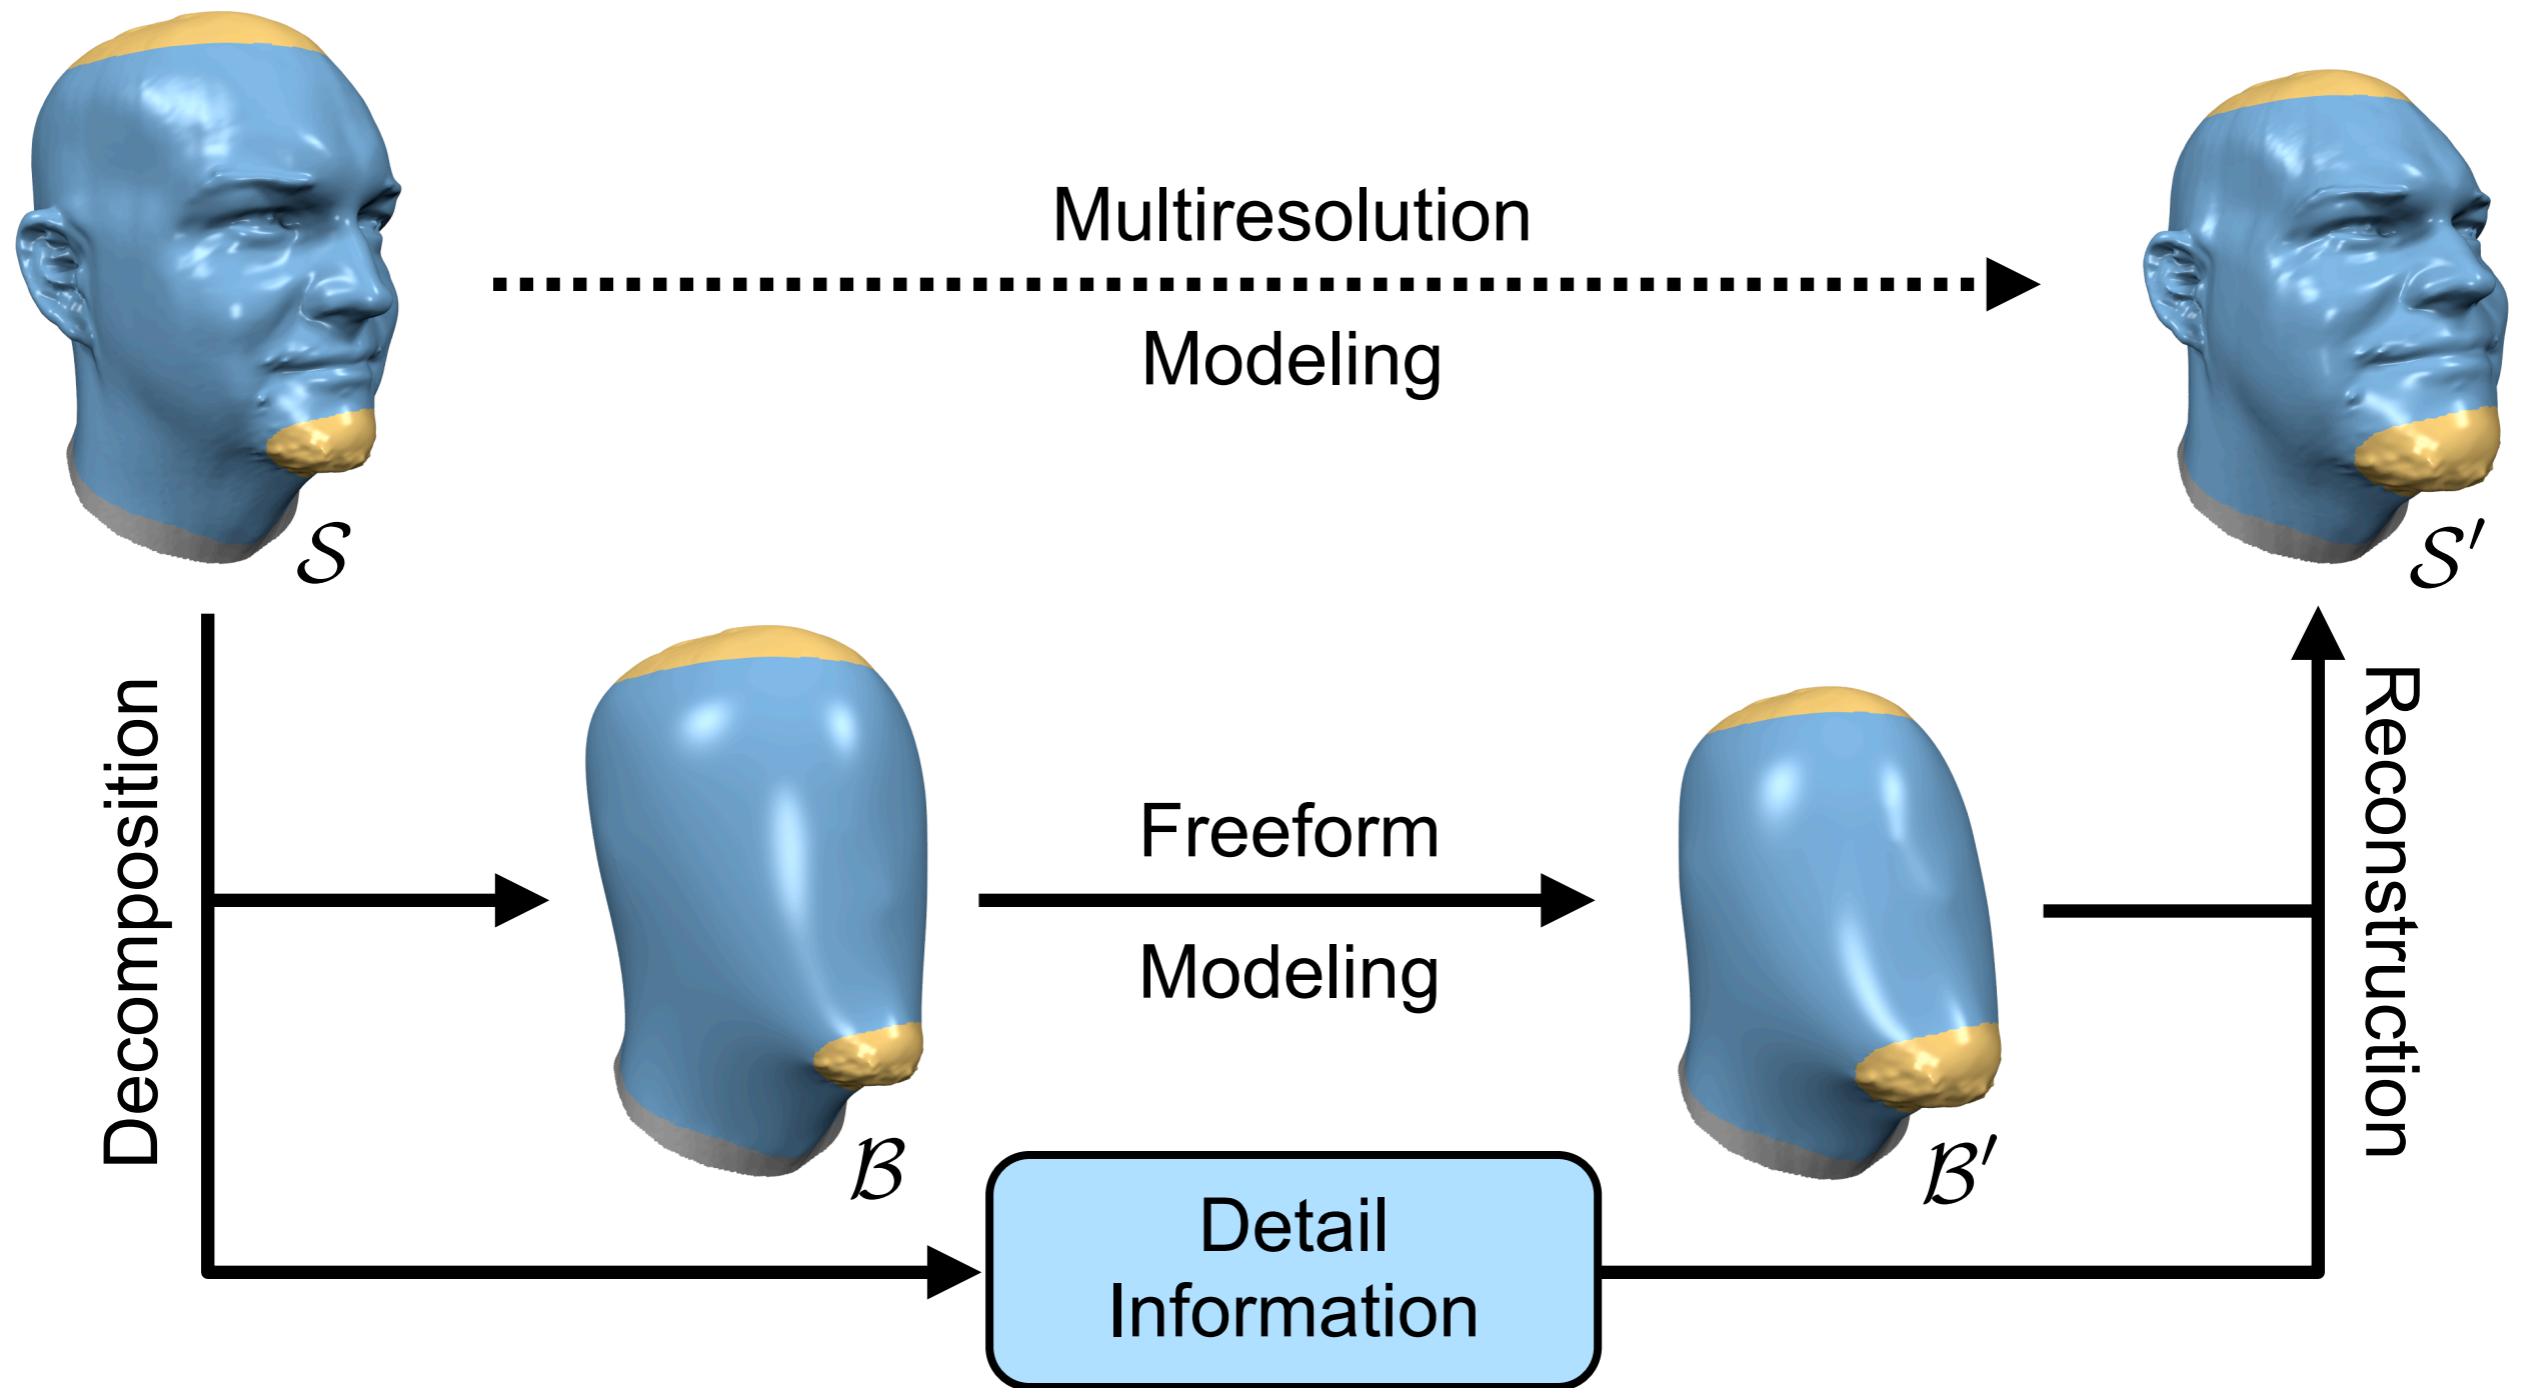 Multiresolution
Modeling
𝒮
𝒮′
Decomposition
Freeform
Modeling
Reconstruction
ℬ
ℬ′
Detail
Information